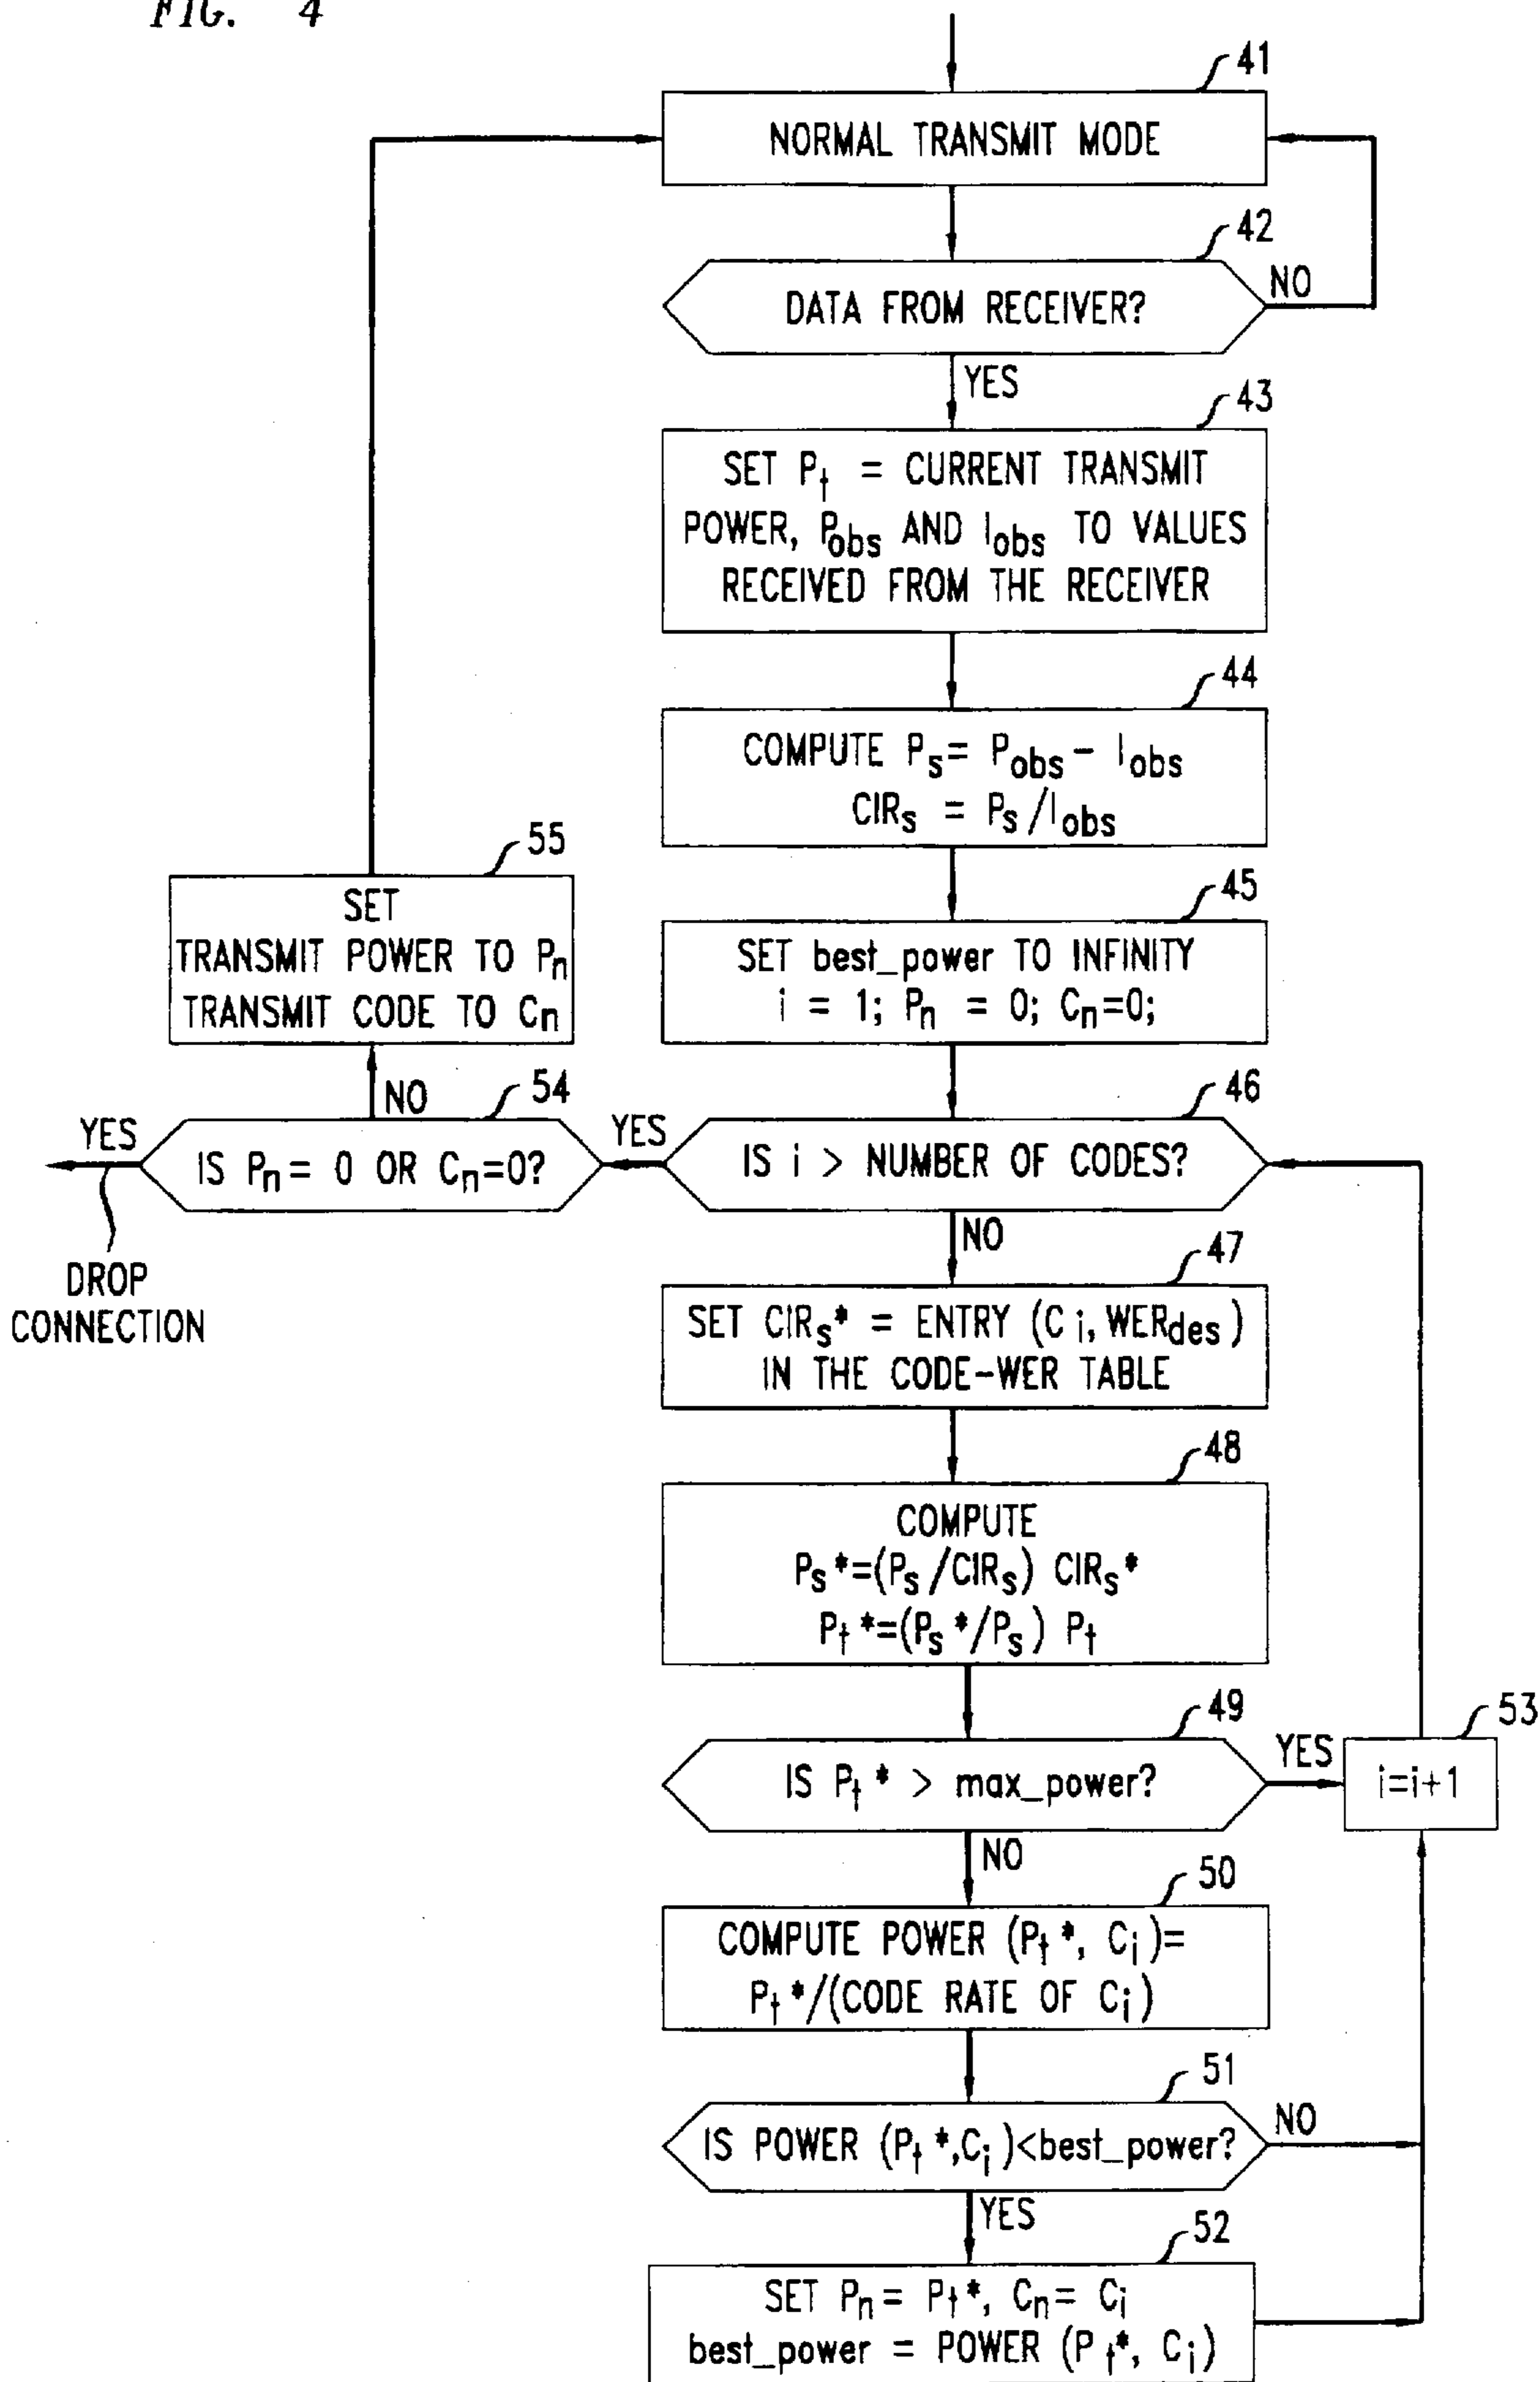 FIG. 4
41
NORMAL TRANSMIT MODE
42
DATA FROM RECEIVER?
NO
YES
43
SET Pt = CURRENT TRANSMIT
POWER, Pobs AND Iobs TO VALUES
RECEIVED FROM THE RECEIVER
44
COMPUTE Ps= Pobs- Iobs
CIRs = Ps/Iobs
55
SET
TRANSMIT POWER TO Pn
TRANSMIT CODE TO Cn
45
SET best_power TO INFINITY
i = 1; Pn = 0; Cn=0;
NO
54
IS Pn= 0 OR Cn=0?
YES
DROP
CONNECTION
YES
46
IS i > NUMBER OF CODES?
NO
47
SET CIRs* = ENTRY (Ci, WERdes)
IN THE CODE-WER TABLE
48
COMPUTE
Ps*=(Ps/CIRs) CIRs*
Pt*=(Ps*/Ps) Pt
49
IS Pt* > max_power?
YES
53
i=i+1
NO
50
COMPUTE POWER (Pt*, Ci)=
Pt*/(CODE RATE OF Ci)
51
IS POWER (Pt*,Ci)<best_power?
NO
YES
52
SET Pn= Pt*, Cn= Ci
best_power = POWER (Pt*, Ci)